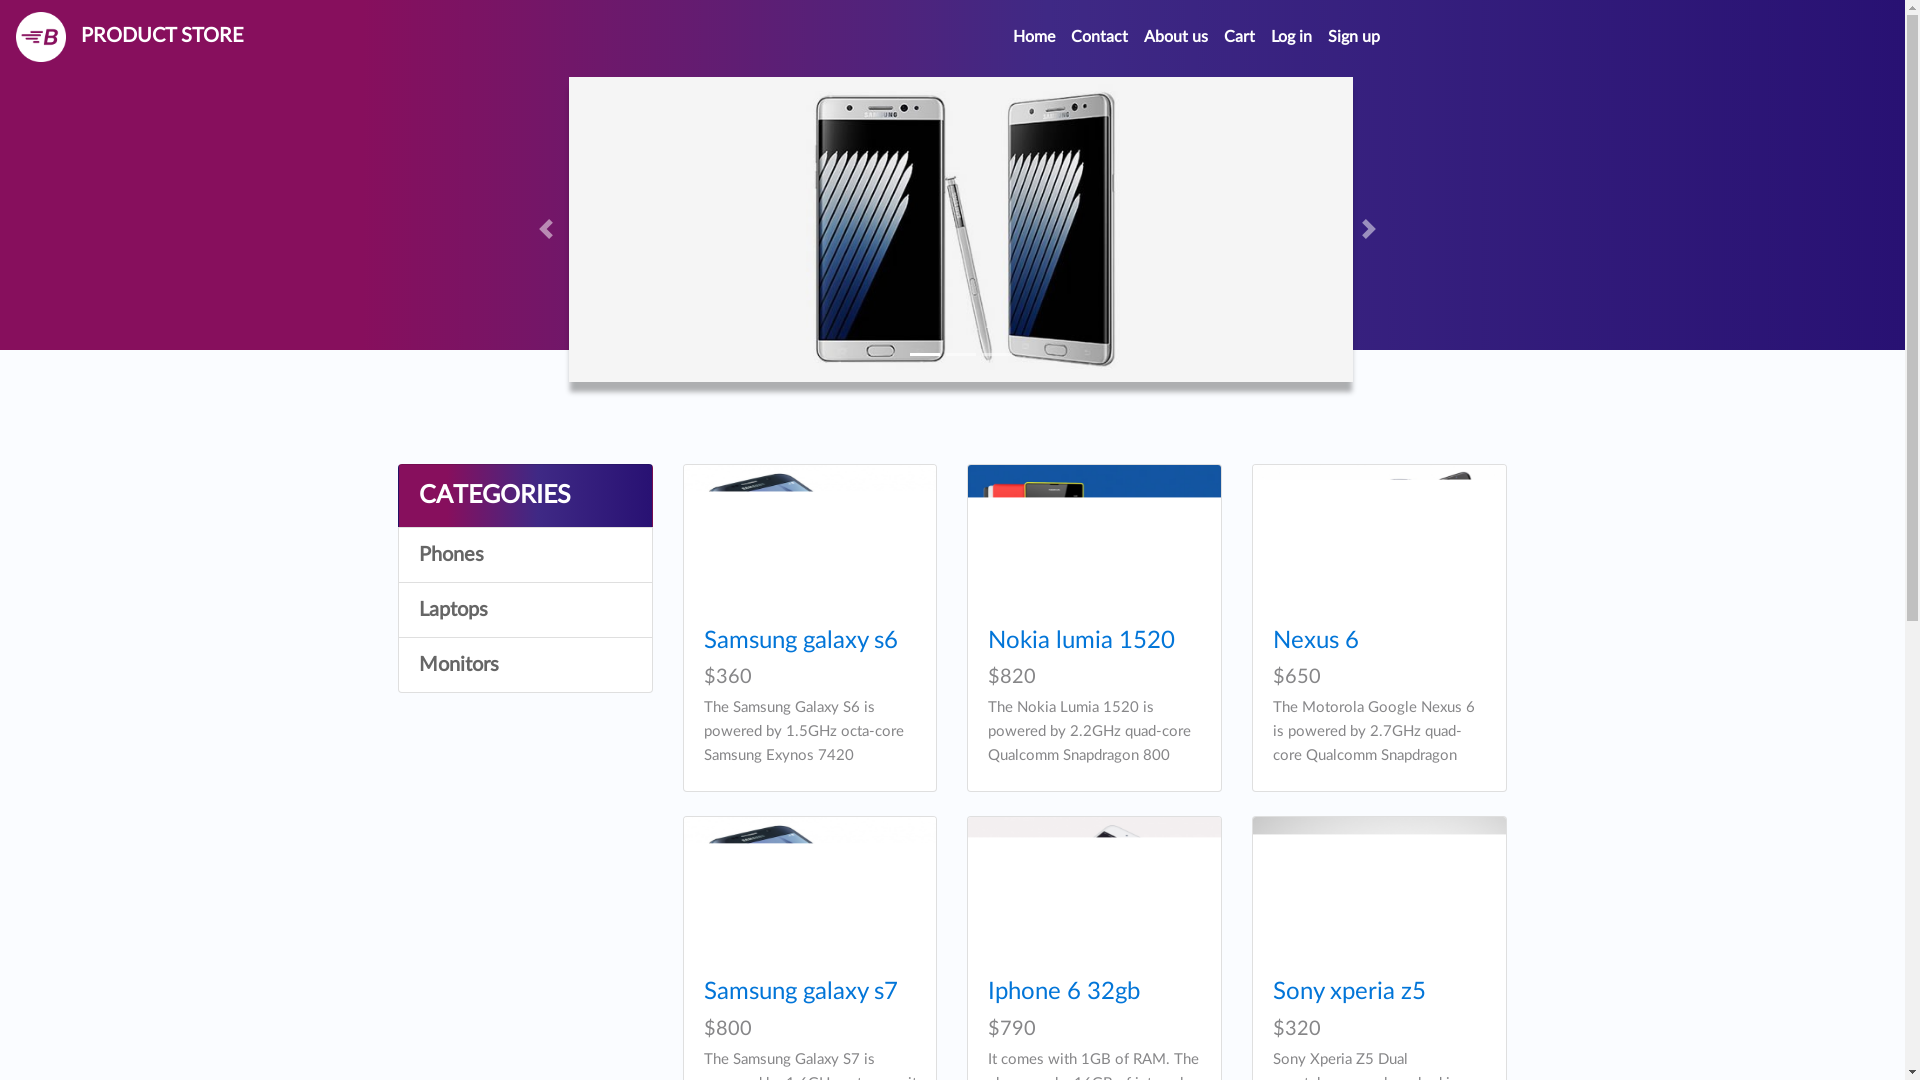 B PRODUCT STORE
Home Contact About us Cart Log in Sign up
SAMSUNG SAMSUNG
CATEGORIES
Phones
Laptops
Monitors
Samsung galaxy s6
$360
The Samsung Galaxy S6 is
powered by 1.5GHz octa-core
Samsung Exynos 7420
Nokia lumia 1520
$820
The Nokia Lumia 1520 is
powered by 2.2GHz quad-core
Qualcomm Snapdragon 800
Nexus 6
$650
The Motorola Google Nexus 6
is powered by 2.7GHz quad-
core Qualcomm Snapdragon
Samsung galaxy s7
$800
The Samsung Galaxy S7 is
Iphone 6 32gb
$790
It comes with 1GB of RAM. The
Sony xperia z5
$320
Sony Xperia Z5 Dual